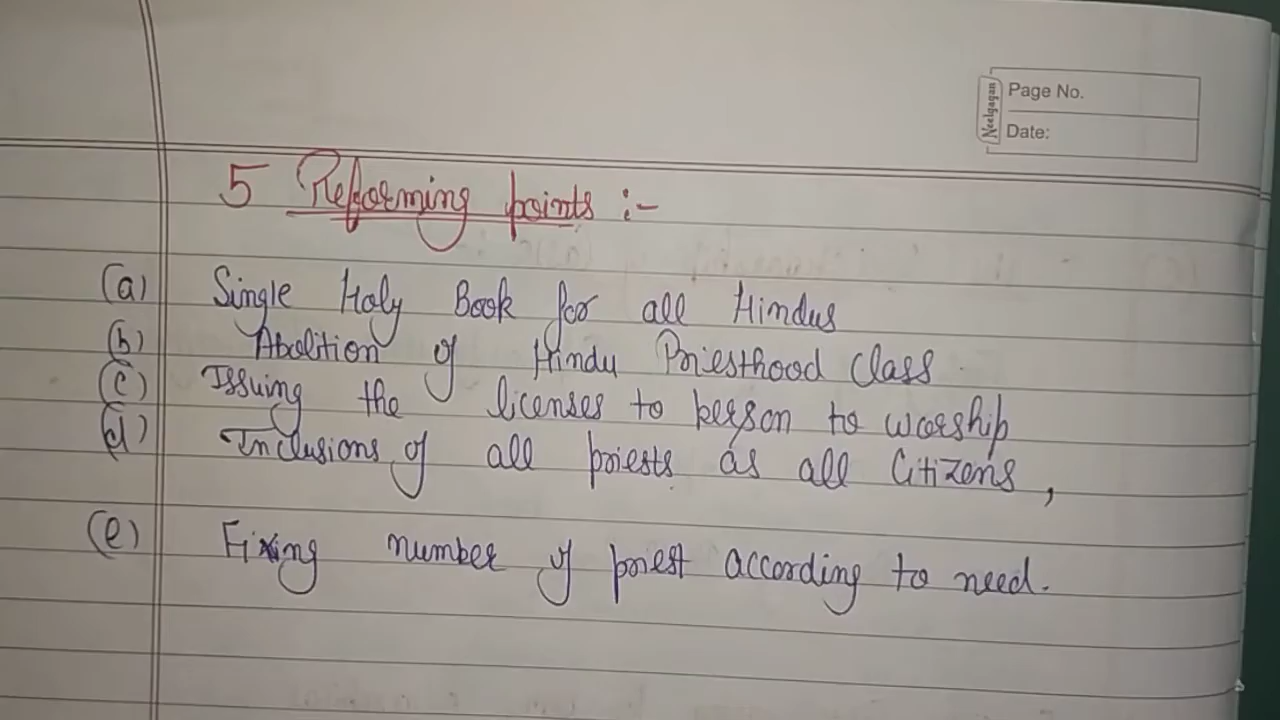 Neelgagan
Page No.
Date:
5 Reforming points :-
(a) Single Holy Book for all Hindus
(b) Abolition of Hindu Priesthood Class
(c) Issuing the licenses to person to worship
(d) Inclusions of all priests as all Citizens,
(e) Fixing number of priest according to need.